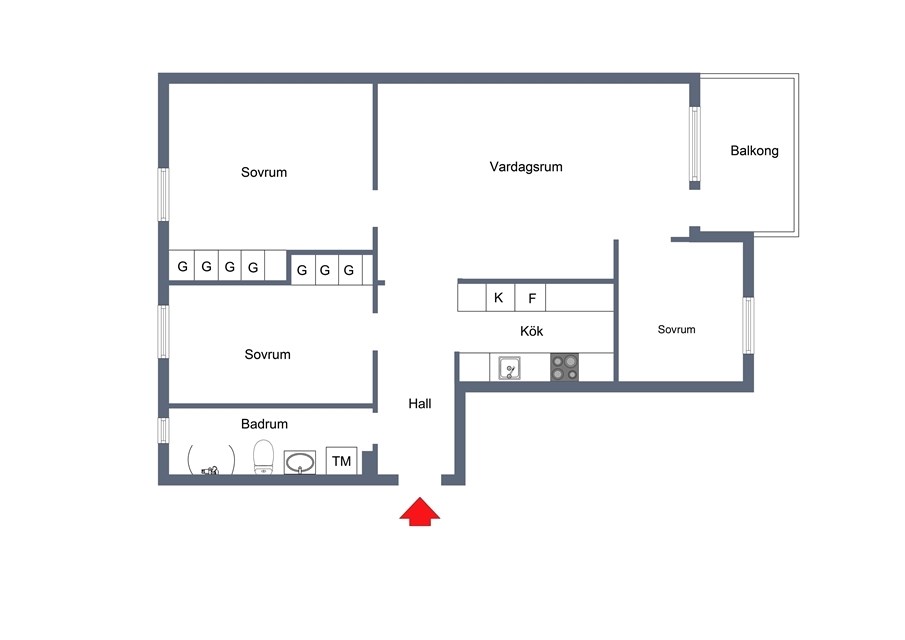 Sovrum
Vardagsrum
Balkong
G G G G
G G G
K F
Kök
Sovrum
Sovrum
Hall
Badrum
TM